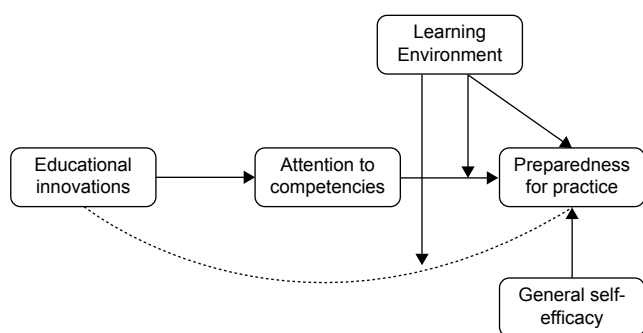 Learning
Environment
Educational
innovations
Attention to
competencies
Preparedness
for practice
General self-
efficacy